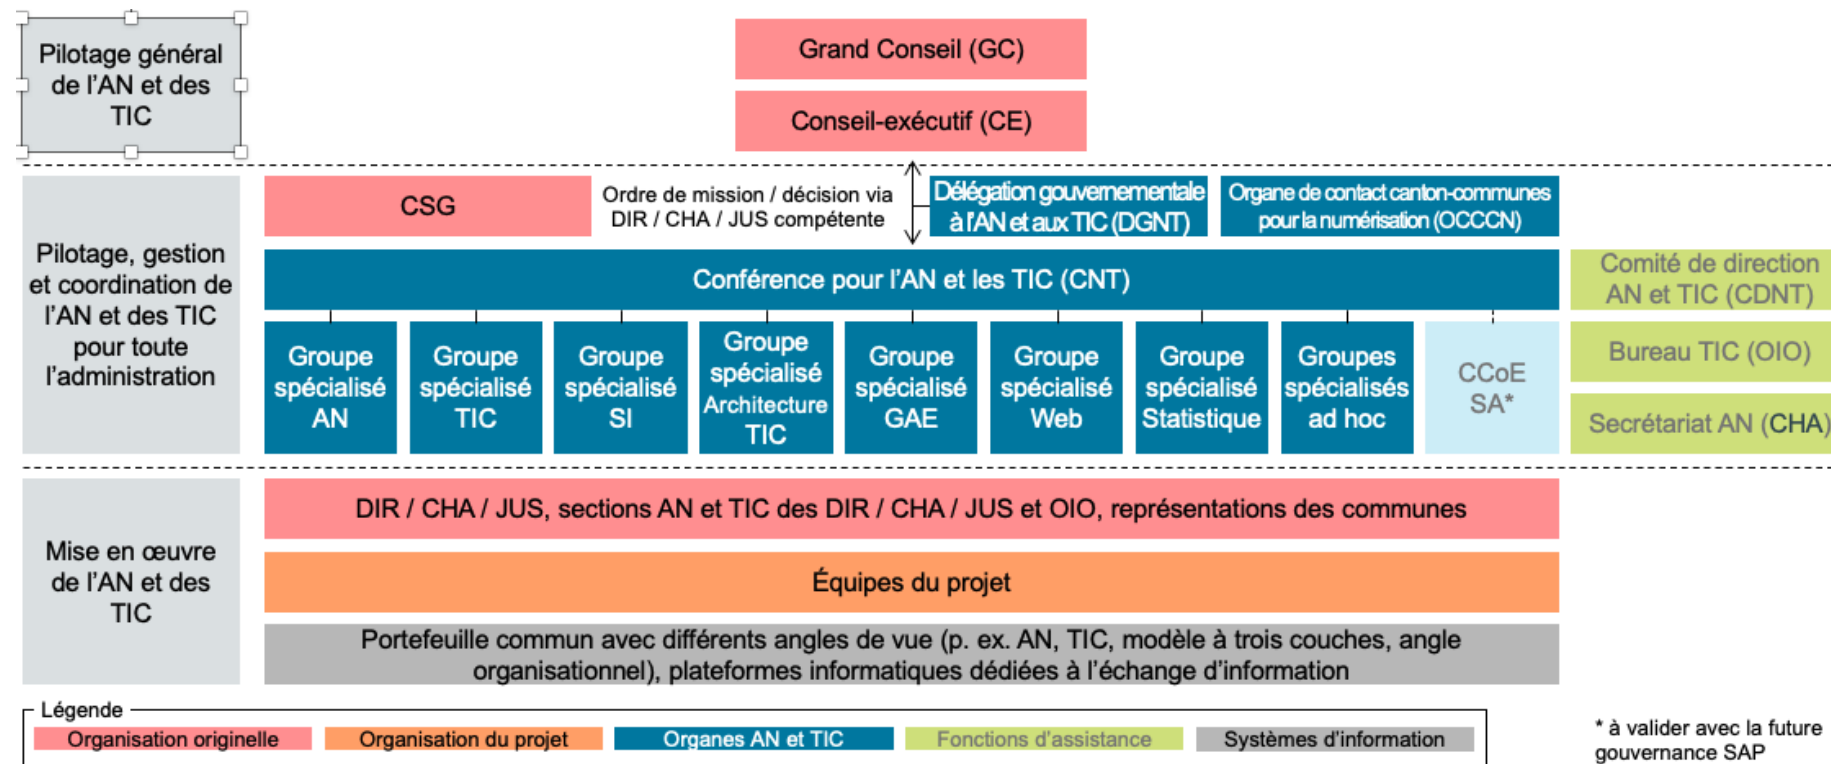 Pilotage général
de l'AN et des
TIC
Grand Conseil (GC)
Conseil-exécutif (CE)
Pilotage, gestion
et coordination de
l'AN et des TIC
pour toute
l'administration
CSG
Ordre de mission / décision via
DIR / CHA / JUS compétente
Délégation gouvernementale
à l'AN et aux TIC (DGNT)
Organe de contact canton-communes
pour la numérisation (OCCCN)
Conférence pour l'AN et les TIC (CNT)
Comité de direction
AN et TIC (CDNT)
Groupe
spécialisé
AN
Groupe
spécialisé
TIC
Groupe
spécialisé
SI
Groupe
spécialisé
Architecture
TIC
Groupe
spécialisé
GAE
Groupe
spécialisé
Web
Groupe
spécialisé
Statistique
Groupes
spécialisés
ad hoc
CCoE
SA*
Bureau TIC (OIO)
Secrétariat AN (CHA)
Mise en œuvre
de l'AN et des
TIC
DIR / CHA / JUS, sections AN et TIC des DIR / CHA / JUS et OIO, représentations des communes
Équipes du projet
Portefeuille commun avec différents angles de vue (p. ex. AN, TIC, modèle à trois couches, angle
organisationnel), plateformes informatiques dédiées à l'échange d'information
Légende
Organisation originelle
Organisation du projet
Organes AN et TIC
Fonctions d'assistance
Systèmes d'information
* à valider avec la future
gouvernance SAP